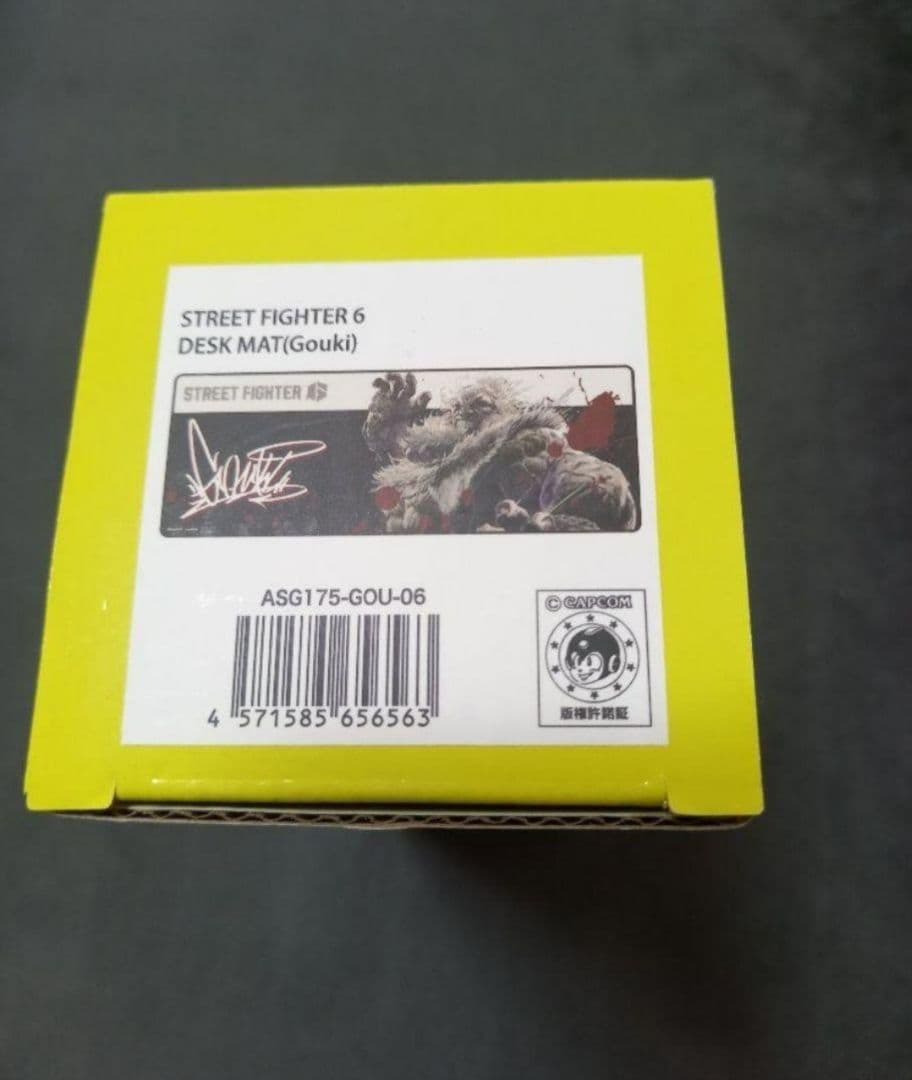 STREET FIGHTER 6
DESK MAT(Gouki)
STREET FIGHTER 6
Gouki
ASG175-GOU-06
4 571585 656563
© CAPCOM
版権許諾証